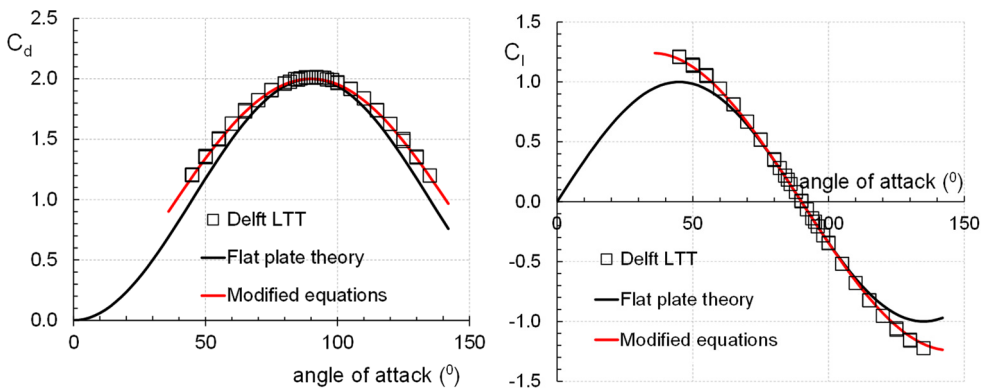 2.5
C_d
2.0
1.5
1.0
Delft LTT
0.5
Flat plate theory
Modified equations
0.0
0 50 100 150
angle of attack (⁰)
1.5
C_l
1.0
0.5
angle of attack (⁰)
0.0
0 50 100 150
-0.5
Delft LTT
Flat plate theory
-1.0
Modified equations
-1.5